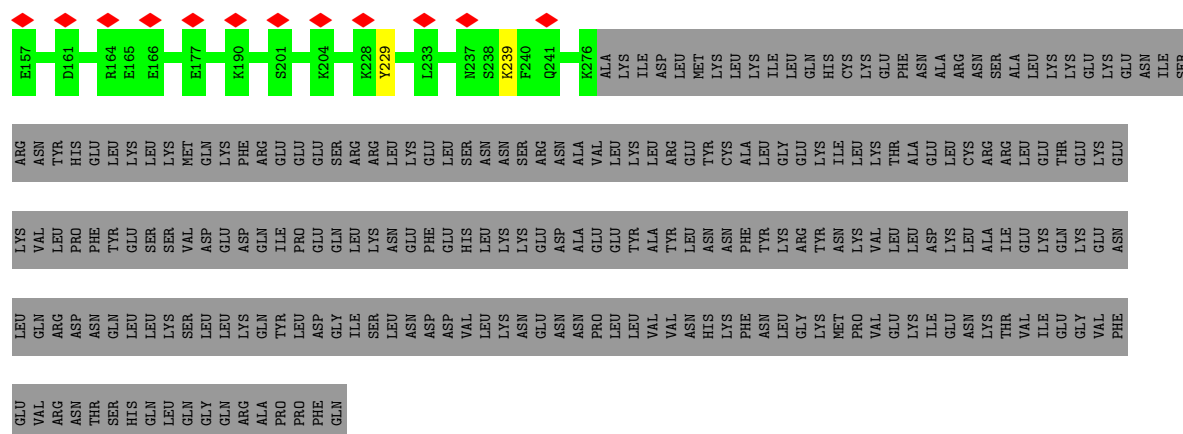 E157 D161 R164 E165 E166 E177 K190 S201 K204 K228 Y229 L233 N237 S238 K239 F240 Q241 K276 ALA LYS ILE ASP LEU MET LYS LEU LYS ILE LEU GLN HIS CYS LYS GLU PHE ASN ALA ARG ASN SER ALA LEU LYS LYS GLU LYS GLU ASN ILE SER
ARG ASN TYR HIS GLU LEU LYS LEU LYS MET GLN LYS PHE ARG GLU GLU GLU SER ARG ARG LEU LYS GLU LEU SER ASN ASN SER ARG ASN ALA VAL LEU LYS LEU ARG GLU TYR CYS ALA LEU GLY GLU LYS ILE LEU LYS THR ALA GLU LEU CYS ARG ARG LEU GLU THR GLU LYS GLU
LYS VAL LEU PRO PHE TYR GLU SER SER VAL ASP GLU ASP GLN ILE PRO GLU GLN LEU LYS ASN GLU PHE GLU HIS LEU LYS LYS GLU ASP ALA GLU GLU TYR ALA TYR LEU ASN ASN PHE TYR LYS ARG TYR ASN LYS VAL LEU LEU ASP LYS LEU ALA ILE GLU LYS GLN LYS GLU ASN
LEU GLN ARG ASP ASN GLN LEU LEU LYS SER LEU LEU LYS GLN TYR LEU ASP GLY ILE SER LEU ASN ASP ASP VAL LEU LYS ASN GLU ASN ASN PRO LEU LEU VAL VAL ASN HIS LYS PHE ASN LEU GLY LYS MET PRO VAL GLU LYS ILE GLU ASN LYS THR VAL ILE GLU GLY VAL PHE
GLU VAL ARG ASN THR SER HIS GLN LEU GLN GLY GLN ARG ALA PRO PRO PHE GLN